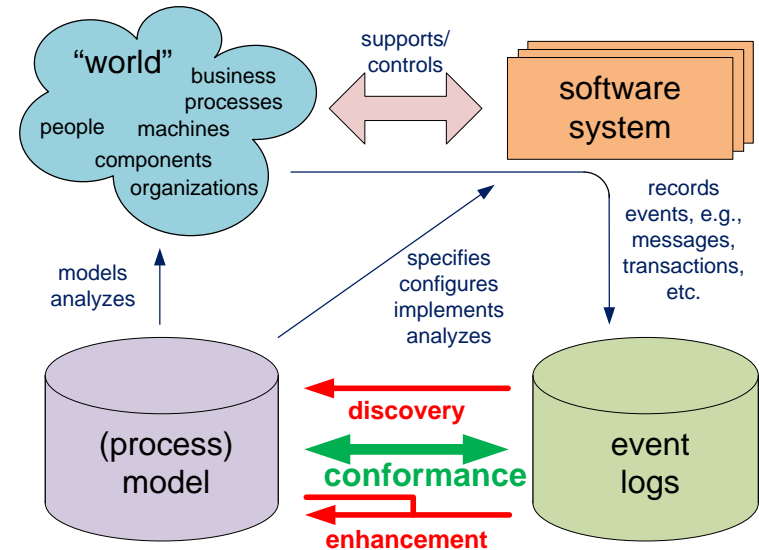 “world”
business
processes
people
machines
components
organizations
supports/
controls
software
system
records
events, e.g.,
messages,
transactions,
etc.
models
analyzes
specifies
configures
implements
analyzes
discovery
(process)
model
conformance
event
logs
enhancement